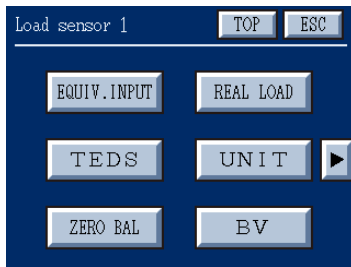 Load sensor 1 TOP ESC
EQUIV.INPUT REAL LOAD
TEDS UNIT
ZERO BAL BV